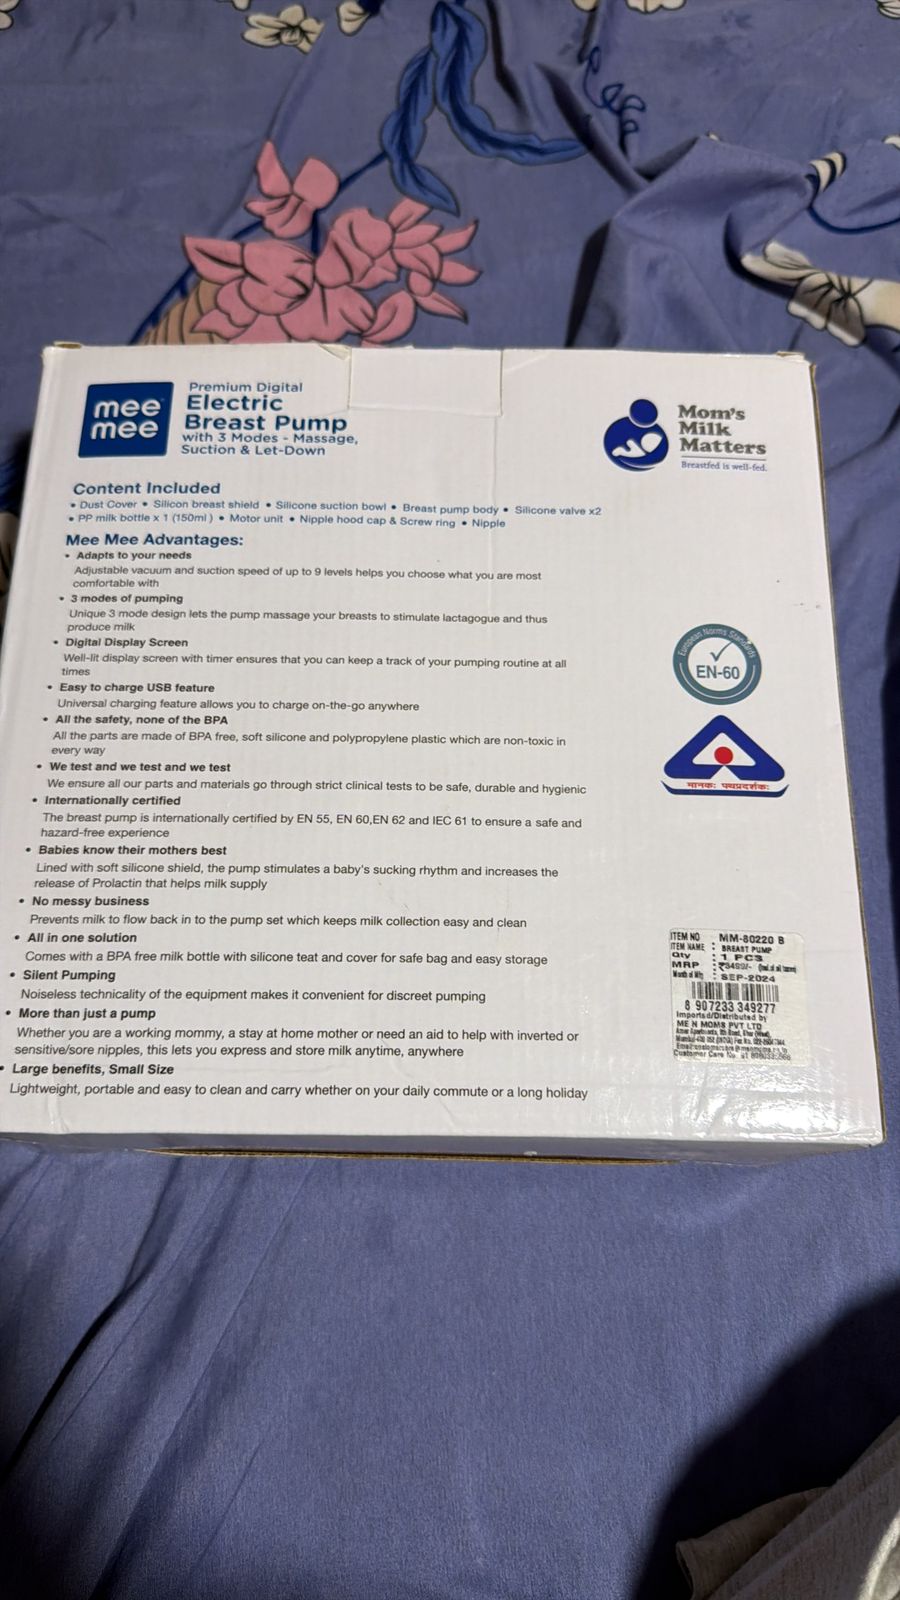 mee
mee
Premium Digital
Electric
Breast Pump
with 3 Modes - Massage,
Suction & Let-Down
Mom's
Milk
Matters
Breastfed is well-fed.
Content Included
• Dust Cover • Silicon breast shield • Silicone suction bowl • Breast pump body • Silicone valve x2
• PP milk bottle x 1 (150ml) • Motor unit • Nipple hood cap & Screw ring • Nipple
Mee Mee Advantages:
• Adapts to your needs
Adjustable vacuum and suction speed of up to 9 levels helps you choose what you are most
comfortable with
• 3 modes of pumping
Unique 3 mode design lets the pump massage your breasts to stimulate lactagogue and thus
produce milk
• Digital Display Screen
Well-lit display screen with timer ensures that you can keep a track of your pumping routine at all
times
• Easy to charge USB feature
Universal charging feature allows you to charge on-the-go anywhere
• All the safety, none of the BPA
All the parts are made of BPA free, soft silicone and polypropylene plastic which are non-toxic in
every way
• We test and we test and we test
We ensure all our parts and materials go through strict clinical tests to be safe, durable and hygienic
• Internationally certified
The breast pump is internationally certified by EN 55, EN 60,EN 62 and IEC 61 to ensure a safe and
hazard-free experience
• Babies know their mothers best
Lined with soft silicone shield, the pump stimulates a baby's sucking rhythm and increases the
release of Prolactin that helps milk supply
• No messy business
Prevents milk to flow back in to the pump set which keeps milk collection easy and clean
• All in one solution
Comes with a BPA free milk bottle with silicone teat and cover for safe bag and easy storage
• Silent Pumping
Noiseless technicality of the equipment makes it convenient for discreet pumping
• More than just a pump
Whether you are a working mommy, a stay at home mother or need an aid to help with inverted or
sensitive/sore nipples, this lets you express and store milk anytime, anywhere
• Large benefits, Small Size
Lightweight, portable and easy to clean and carry whether on your daily commute or a long holiday
European Norms Standards
EN-60
मानक: पथप्रदर्शक:
ITEM NO MM-80220 B
ITEM NAME : BREAST PUMP
Qty : 1 PCS
MRP : ₹3499/- (Incl.of all taxes)
Month of Mfg : SEP-2024
8 907233 349277
Imported/Distributed by
ME N MOMS PVT LTD
Customer Care No.